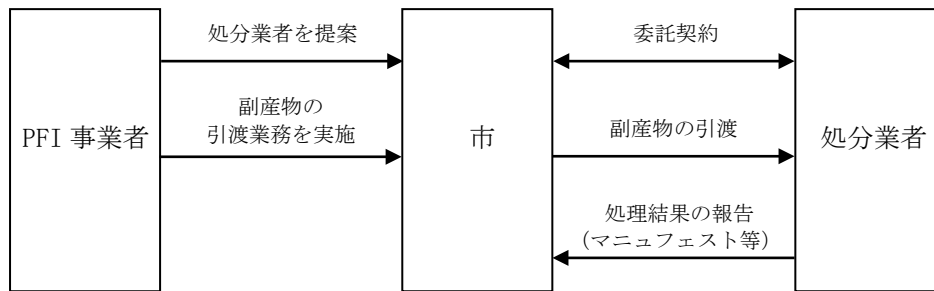 処分業者を提案
委託契約
副産物の
引渡業務を実施
PFI 事業者
市
副産物の引渡
処分業者
処理結果の報告
（マニュフェスト等）